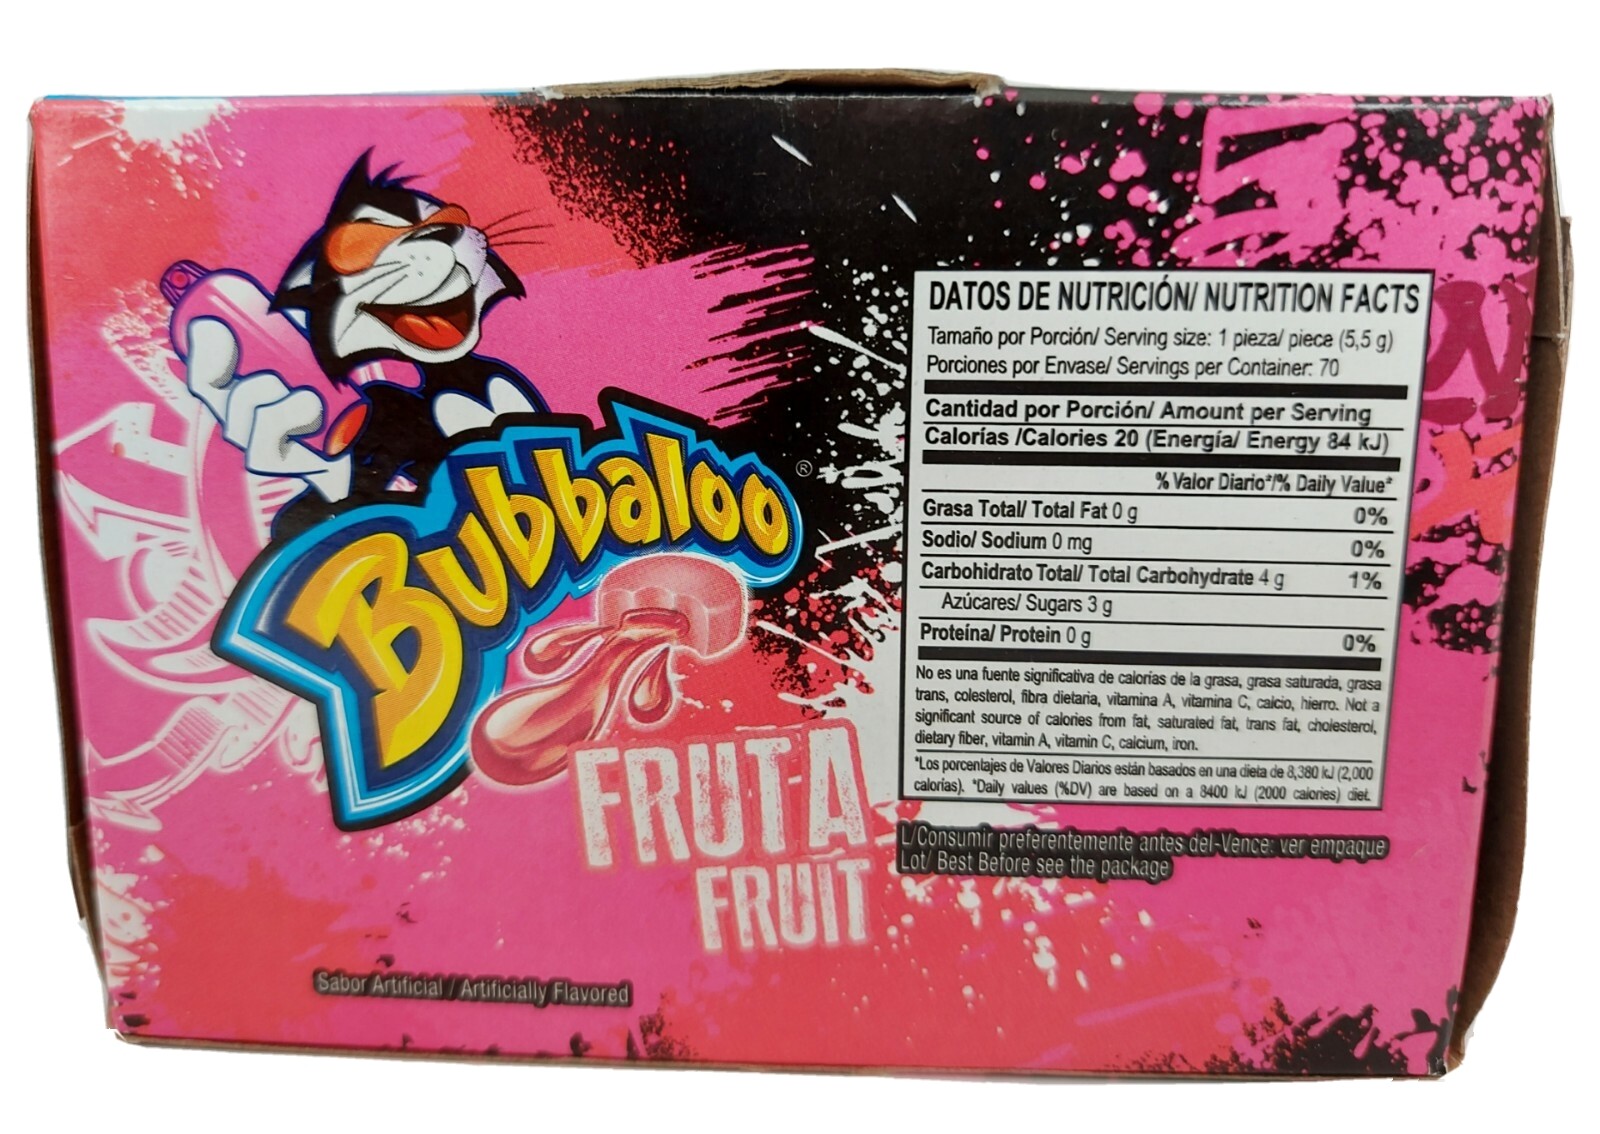 Bubbaloo®
FRUTA
FRUIT
Sabor Artificial / Artificially Flavored
DATOS DE NUTRICIÓN/ NUTRITION FACTS
Tamaño por Porción/ Serving size: 1 pieza/ piece (5,5 g)
Porciones por Envase/ Servings per Container: 70
Cantidad por Porción/ Amount per Serving
Calorías /Calories 20 (Energía/ Energy 84 kJ)
% Valor Diario*/% Daily Value*
Grasa Total/ Total Fat 0 g 0%
Sodio/ Sodium 0 mg 0%
Carbohidrato Total/ Total Carbohydrate 4 g 1%
Azúcares/ Sugars 3 g
Proteína/ Protein 0 g 0%
No es una fuente significativa de calorías de la grasa, grasa saturada, grasa
trans, colesterol, fibra dietaria, vitamina A, vitamina C, calcio, hierro. Not a
significant source of calories from fat, saturated fat, trans fat, cholesterol,
dietary fiber, vitamin A, vitamin C, calcium, iron.
*Los porcentajes de Valores Diarios están basados en una dieta de 8,380 kJ (2,000
calorías). *Daily values (%DV) are based on a 8400 kJ (2000 calories) diet.
L/Consumir preferentemente antes del-Vence: ver empaque
Lot/ Best Before see the package